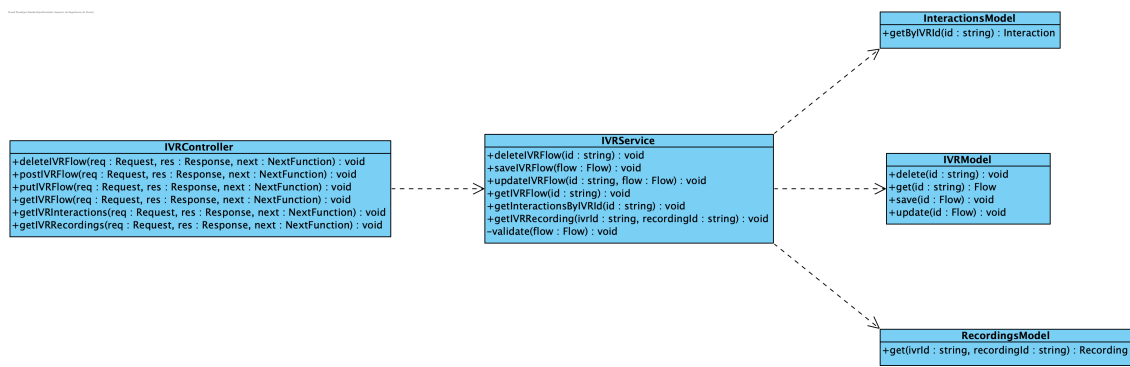 InteractionsModel
+getByIVRId(id : string) : Interaction
IVRController
+deleteIVRFlow(req : Request, res : Response, next : NextFunction) : void
+postIVRFlow(req : Request, res : Response, next : NextFunction) : void
+putIVRFlow(req : Request, res : Response, next : NextFunction) : void
+getIVRFlow(req : Request, res : Response, next : NextFunction) : void
+getIVRInteractions(req : Request, res : Response, next : NextFunction) : void
+getIVRRecordings(req : Request, res : Response, next : NextFunction) : void
IVRService
+deleteIVRFlow(id : string) : void
+saveIVRFlow(flow : Flow) : void
+updateIVRFlow(id : string, flow : Flow) : void
+getIVRFlow(id : string) : void
+getInteractionsByIVRId(id : string) : void
+getIVRRecording(ivrId : string, recordingId : string) : void
-validate(flow : Flow) : void
IVRModel
+delete(id : string) : void
+get(id : string) : Flow
+save(id : Flow) : void
+update(id : Flow) : void
RecordingsModel
+get(ivrId : string, recordingId : string) : Recording